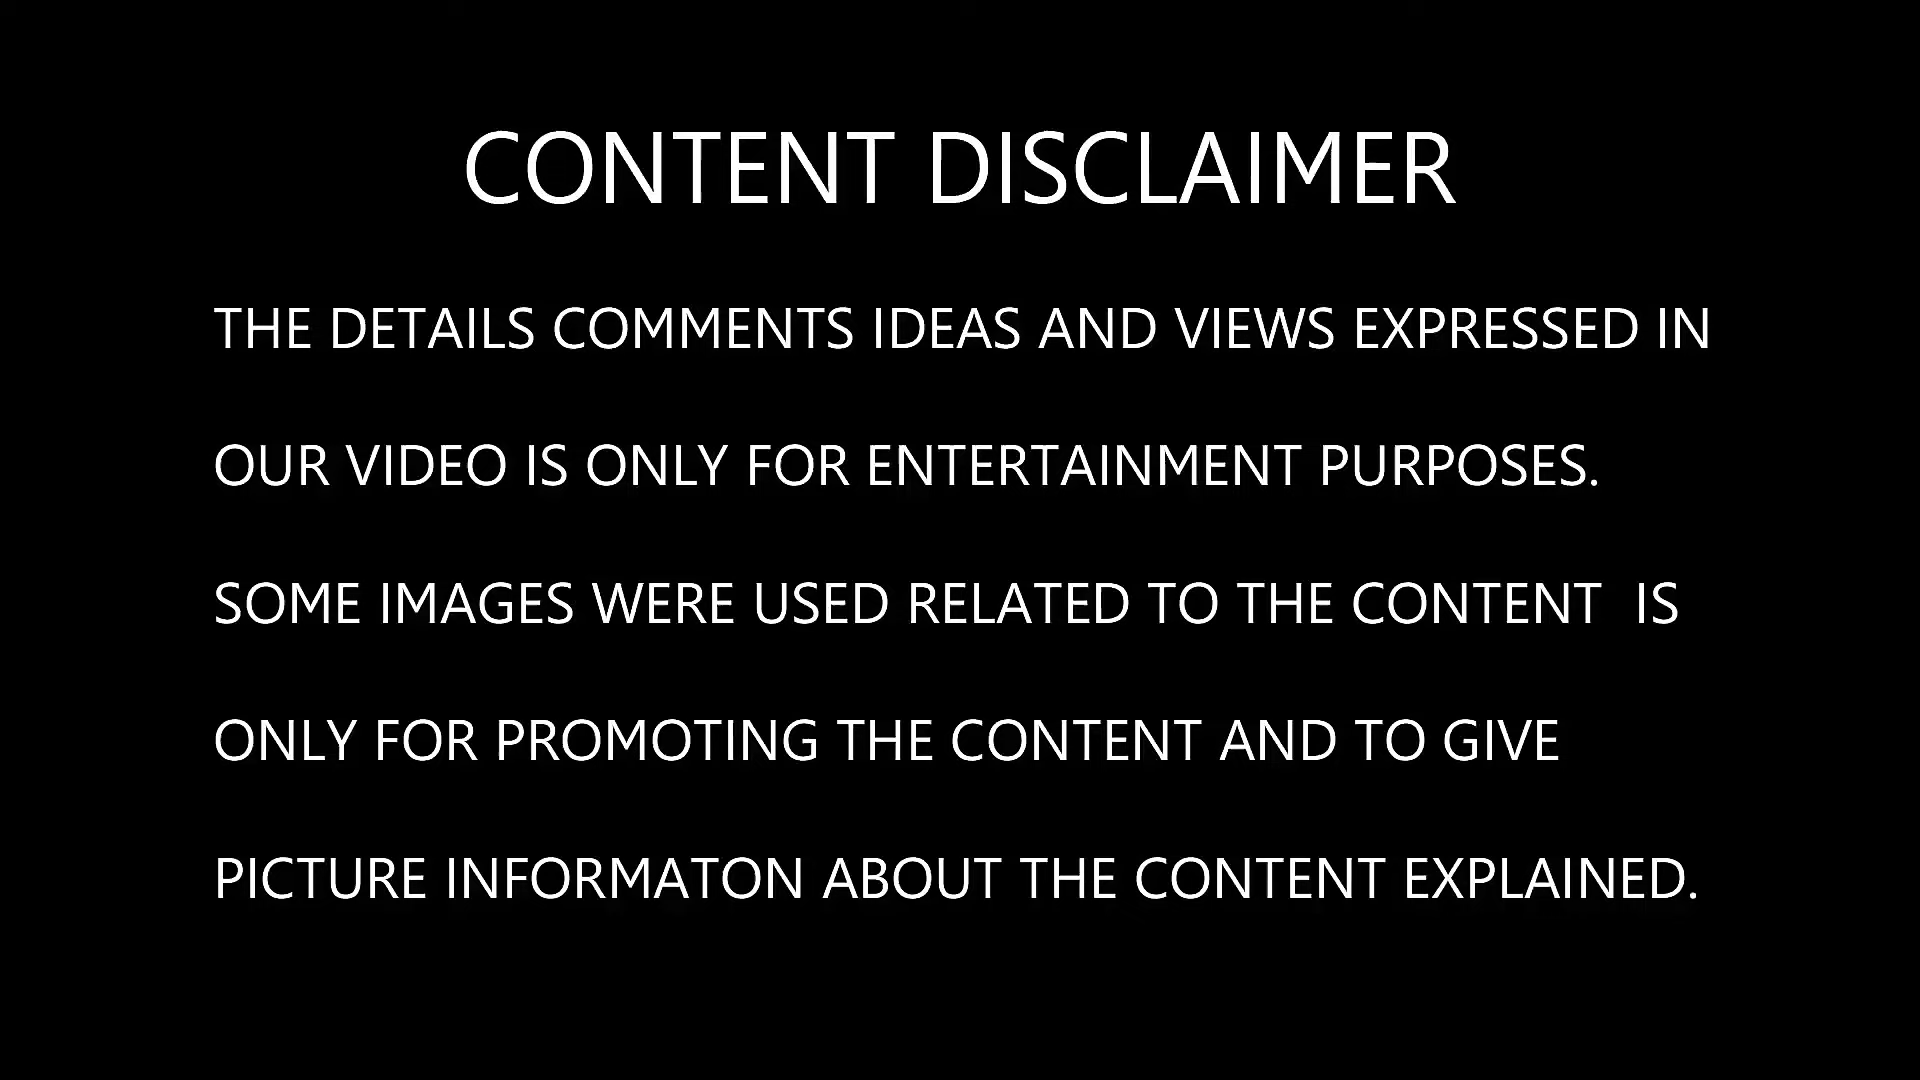 CONTENT DISCLAIMER
THE DETAILS COMMENTS IDEAS AND VIEWS EXPRESSED IN
OUR VIDEO IS ONLY FOR ENTERTAINMENT PURPOSES.
SOME IMAGES WERE USED RELATED TO THE CONTENT  IS
ONLY FOR PROMOTING THE CONTENT AND TO GIVE
PICTURE INFORMATON ABOUT THE CONTENT EXPLAINED.